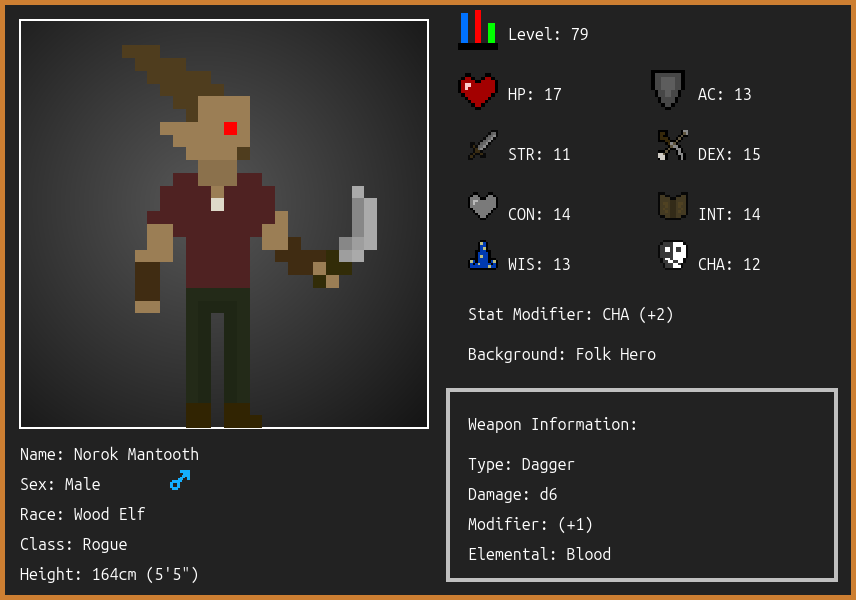 Level: 79
HP: 17
AC: 13
STR: 11
DEX: 15
CON: 14
INT: 14
WIS: 13
CHA: 12
Stat Modifier: CHA (+2)
Background: Folk Hero
Weapon Information:
Type: Dagger
Damage: d6
Modifier: (+1)
Elemental: Blood
Name: Norok Mantooth
Sex: Male
Race: Wood Elf
Class: Rogue
Height: 164cm (5'5")